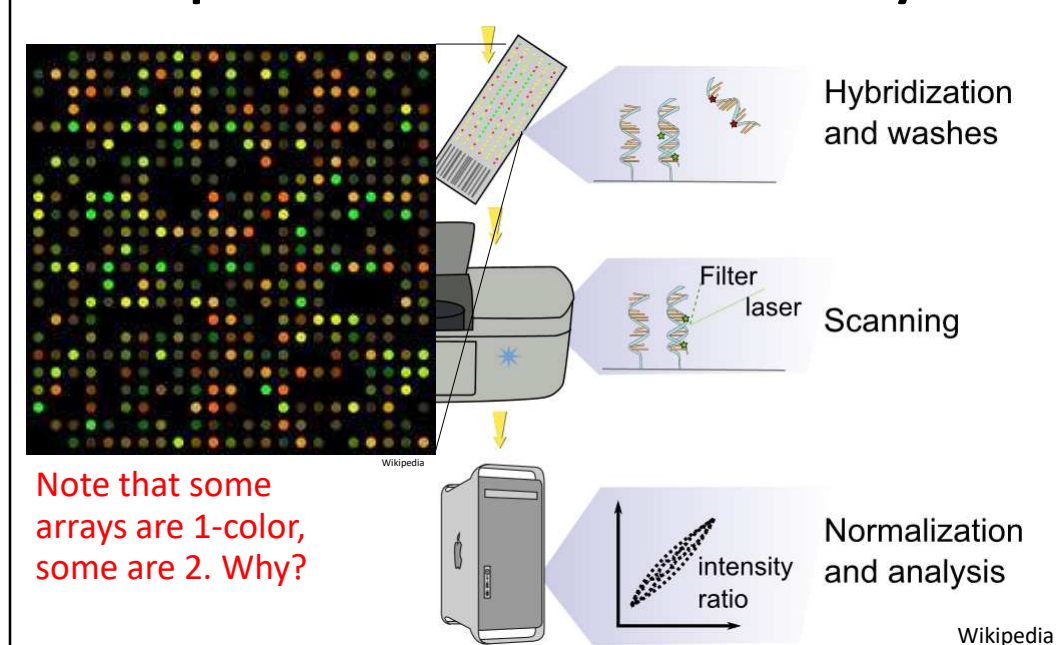 Hybridization
and washes
Filter
laser
Scanning
Wikipedia
Note that some
arrays are 1-color,
some are 2. Why?
intensity
ratio
Normalization
and analysis
Wikipedia